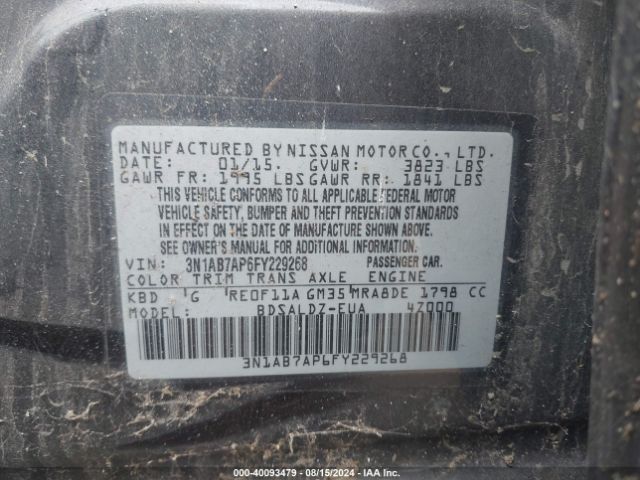 MANUFACTURED BY NISSAN MOTOR CO., LTD.
DATE: 01/15. GVWR: 3823 LBS
GAWR FR: 1995 LBS GAWR RR: 1841 LBS
THIS VEHICLE CONFORMS TO ALL APPLICABLE FEDERAL MOTOR
VEHICLE SAFETY, BUMPER AND THEFT PREVENTION STANDARDS
IN EFFECT ON THE DATE OF MANUFACTURE SHOWN ABOVE.
SEE OWNER'S MANUAL FOR ADDITIONAL INFORMATION.
VIN: 3N1AB7AP6FY229268 PASSENGER CAR.
COLOR TRIM TRANS AXLE ENGINE
KBD G RE0F11A GM35 MRA8DE 1798 CC
MODEL: BDSALDZ-EUA 4Z000
3N1AB7AP6FY229268
000-40093479 - 08/15/2024 - IAA Inc.